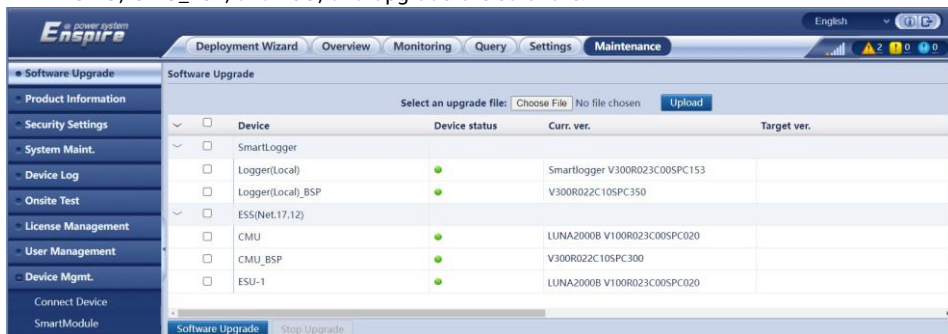 Enspire power system
English
Deployment Wizard Overview Monitoring Query Settings Maintenance
2 0 0
Software Upgrade
Product Information
Security Settings
System Maint.
Device Log
Onsite Test
License Management
User Management
Device Mgmt.
Connect Device
SmartModule
Software Upgrade
Select an upgrade file: Choose File No file chosen Upload
Device Device status Curr. ver. Target ver.
SmartLogger
Logger(Local) Smartlogger V300R023C00SPC153
Logger(Local)_BSP V300R022C10SPC350
ESS(Net.17.12)
CMU LUNA2000B V100R023C00SPC020
CMU_BSP V300R022C10SPC300
ESU-1 LUNA2000B V100R023C00SPC020
Software Upgrade Stop Upgrade